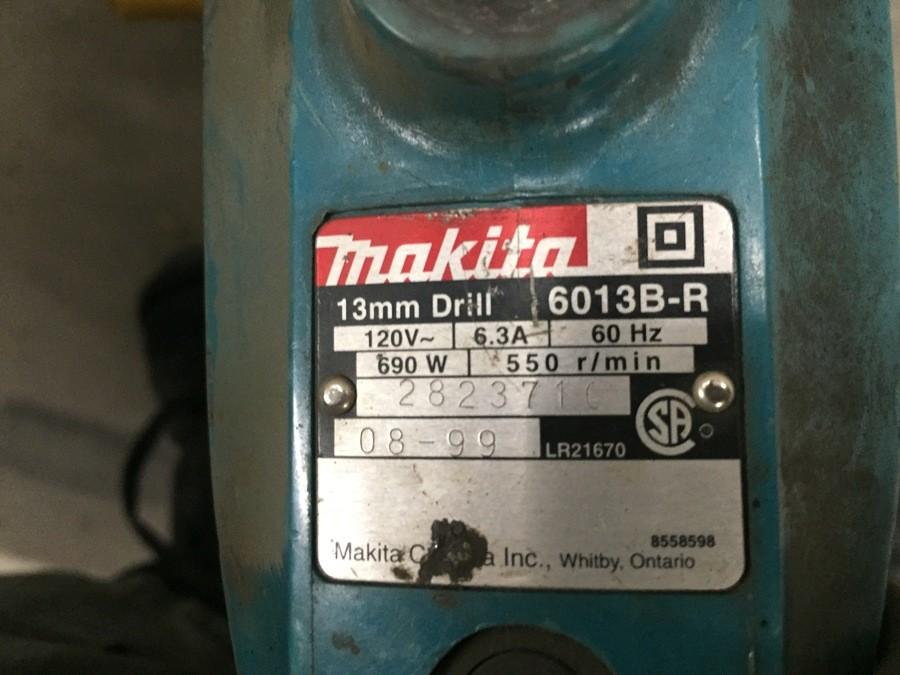 makita
13mm Drill 6013B-R
120V~ 6.3A 60 Hz
690 W 550 r/min
08-99 LR21670
8558598
Makita Inc., Whitby, Ontario